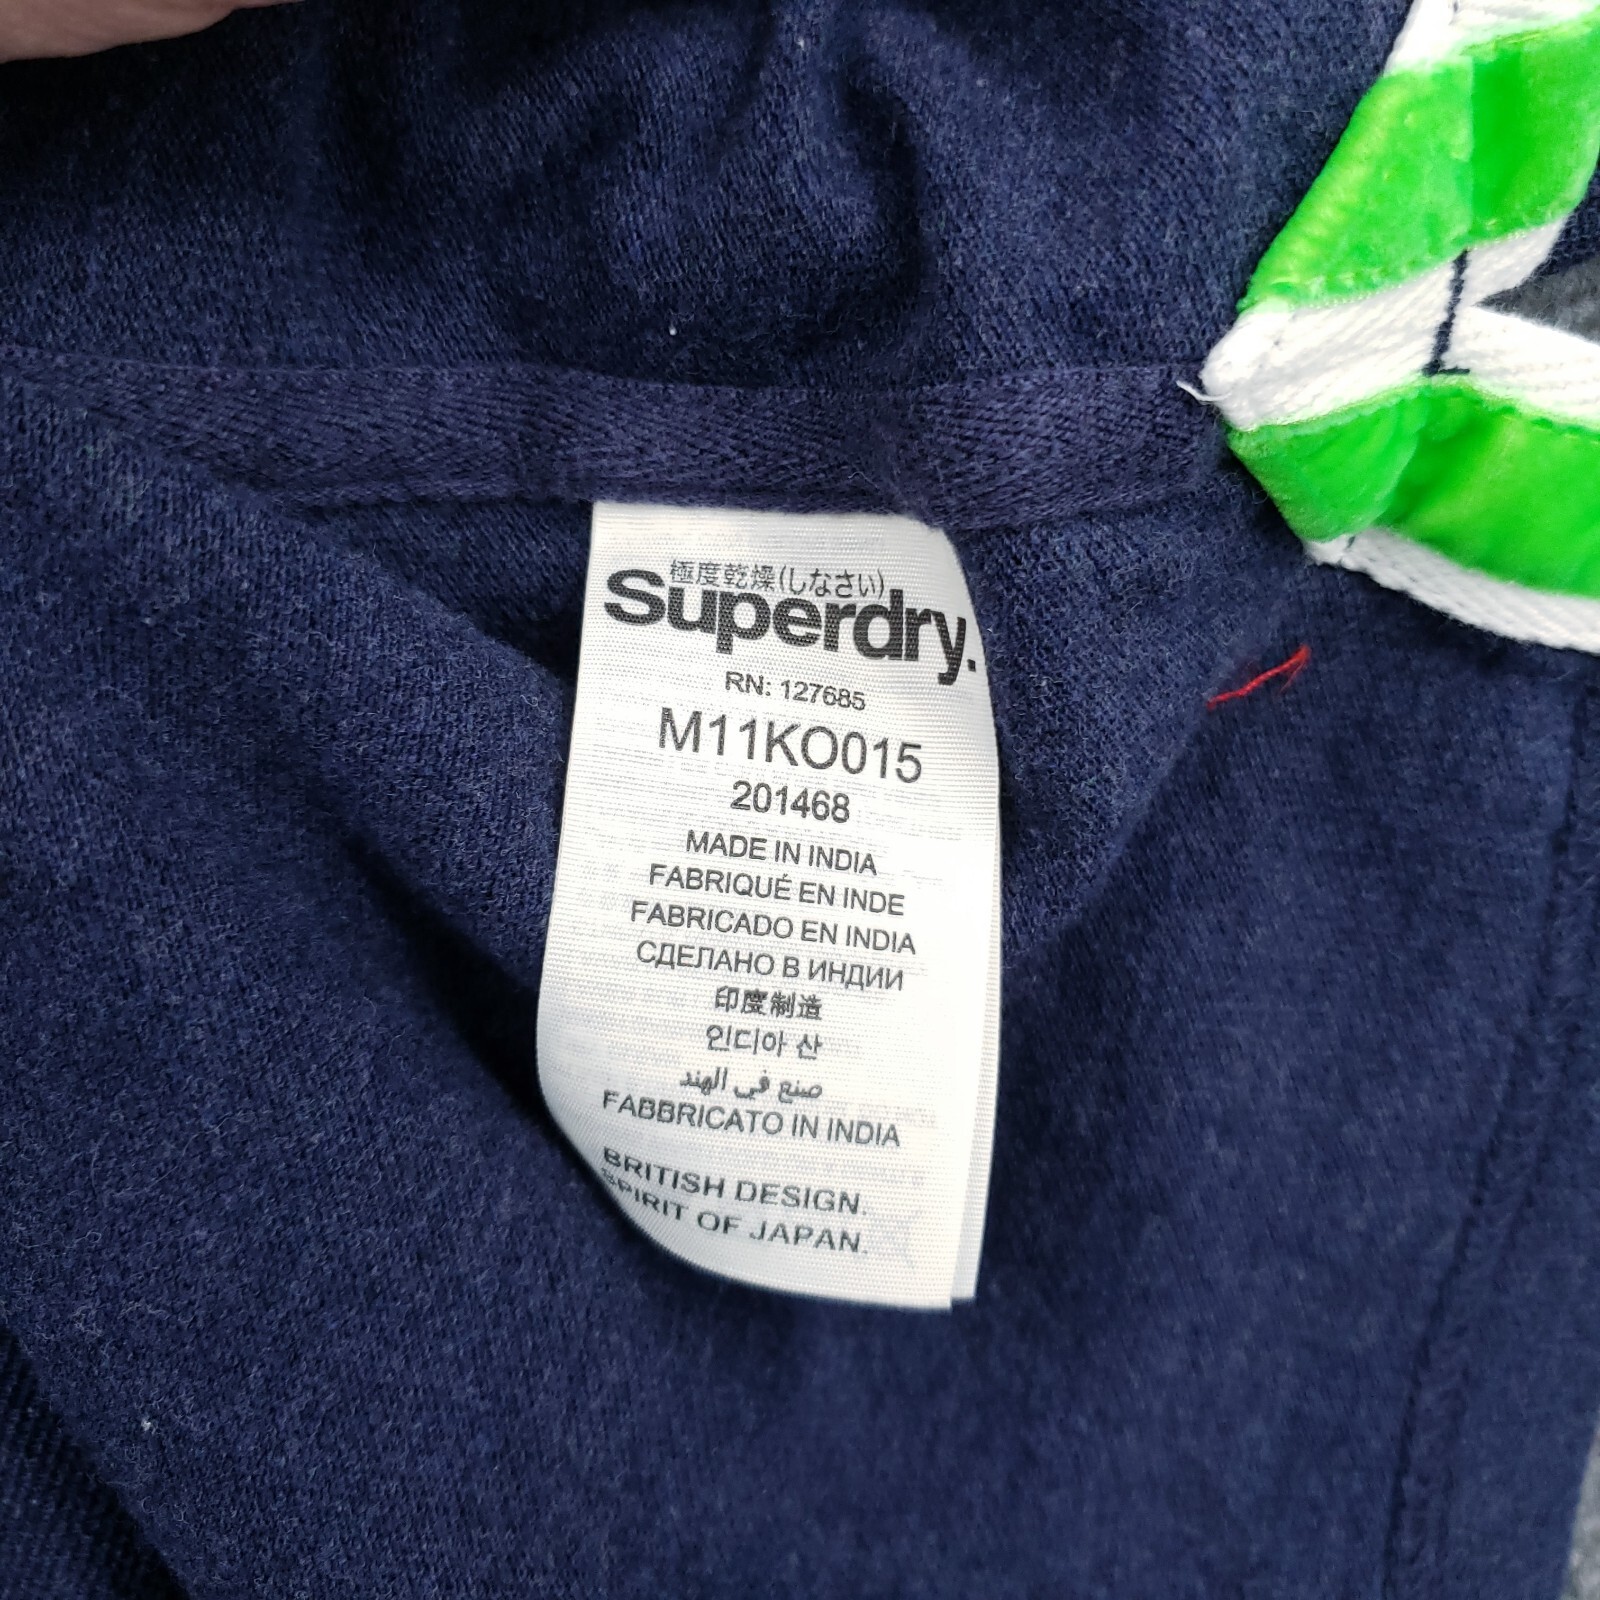 極度乾燥(しなさい)
Superdry.
RN: 127685
M11KO015
201468
MADE IN INDIA
FABRIQUÉ EN INDE
FABRICADO EN INDIA
СДЕЛАНО В ИНДИИ
印度制造
인디아 산
صنع في الهند
FABBRICATO IN INDIA
BRITISH DESIGN.
SPIRIT OF JAPAN.